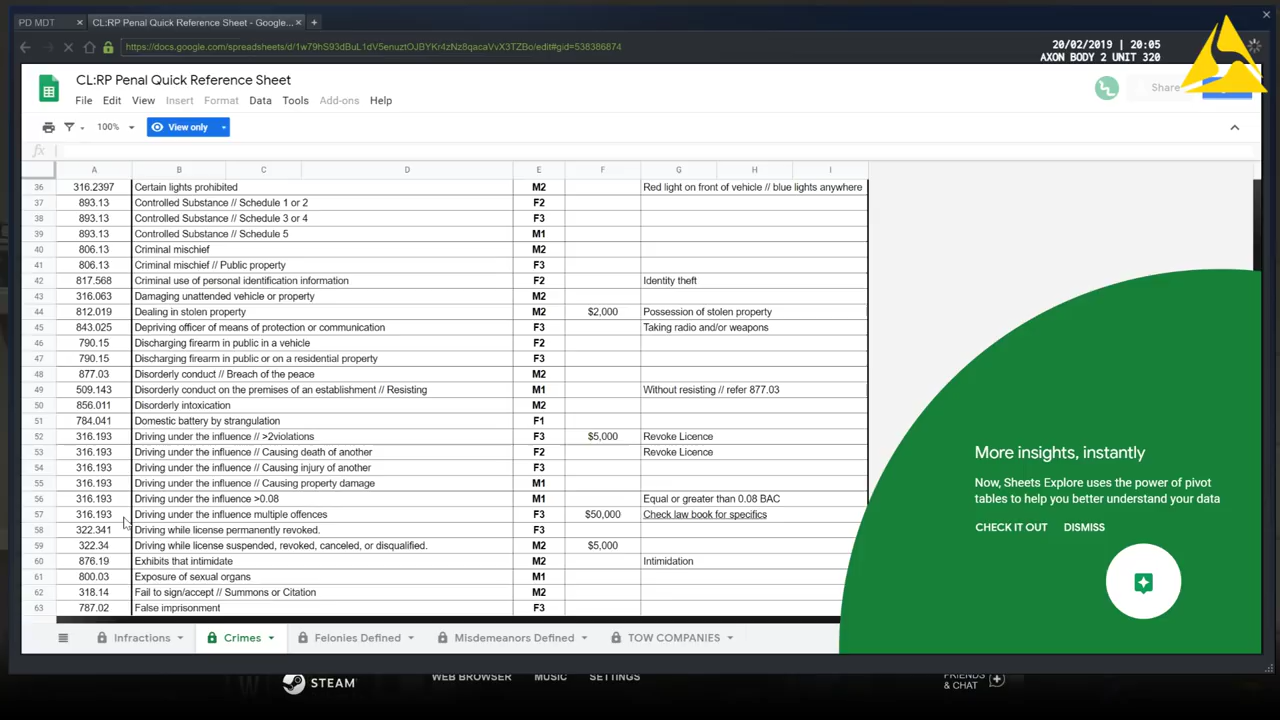 PD MDT
CL:RP Penal Quick Reference Sheet - Google...
https://docs.google.com/spreadsheets/d/1w79hS93dBuL1dV5enuztOJBYKr4zNz8qacaVvX3TZBo/edit#gid=538386874
20/02/2019 | 20:05
AXON BODY 2 UNIT 320
CL:RP Penal Quick Reference Sheet
File Edit View Insert Format Data Tools Add-ons Help
Share
100% View only
fx
A B C D E F G H I
36 316.2397 Certain lights prohibited M2 Red light on front of vehicle // blue lights anywhere
37 893.13 Controlled Substance // Schedule 1 or 2 F2
38 893.13 Controlled Substance // Schedule 3 or 4 F3
39 893.13 Controlled Substance // Schedule 5 M1
40 806.13 Criminal mischief M2
41 806.13 Criminal mischief // Public property F3
42 817.568 Criminal use of personal identification information F2 Identity theft
43 316.063 Damaging unattended vehicle or property M2
44 812.019 Dealing in stolen property M2 $2,000 Possession of stolen property
45 843.025 Depriving officer of means of protection or communication F3 Taking radio and/or weapons
46 790.15 Discharging firearm in public in a vehicle F2
47 790.15 Discharging firearm in public or on a residential property F3
48 877.03 Disorderly conduct // Breach of the peace M2
49 509.143 Disorderly conduct on the premises of an establishment // Resisting M1 Without resisting // refer 877.03
50 856.011 Disorderly intoxication M2
51 784.041 Domestic battery by strangulation F1
52 316.193 Driving under the influence // >2violations F3 $5,000 Revoke Licence
53 316.193 Driving under the influence // Causing death of another F2 Revoke Licence
54 316.193 Driving under the influence // Causing injury of another F3
55 316.193 Driving under the influence // Causing property damage M1
56 316.193 Driving under the influence >0.08 M1 Equal or greater than 0.08 BAC
57 316.193 Driving under the influence multiple offences F3 $50,000 Check law book for specifics
58 322.341 Driving while license permanently revoked. F3
59 322.34 Driving while license suspended, revoked, canceled, or disqualified. M2 $5,000
60 876.19 Exhibits that intimidate M2 Intimidation
61 800.03 Exposure of sexual organs M1
62 318.14 Fail to sign/accept // Summons or Citation M2
63 787.02 False imprisonment F3
More insights, instantly
Now, Sheets Explore uses the power of pivot
tables to help you better understand your data
CHECK IT OUT DISMISS
Infractions Crimes Felonies Defined Misdemeanors Defined TOW COMPANIES
STEAM
WEB BROWSER MUSIC SETTINGS
FRIENDS
& CHAT